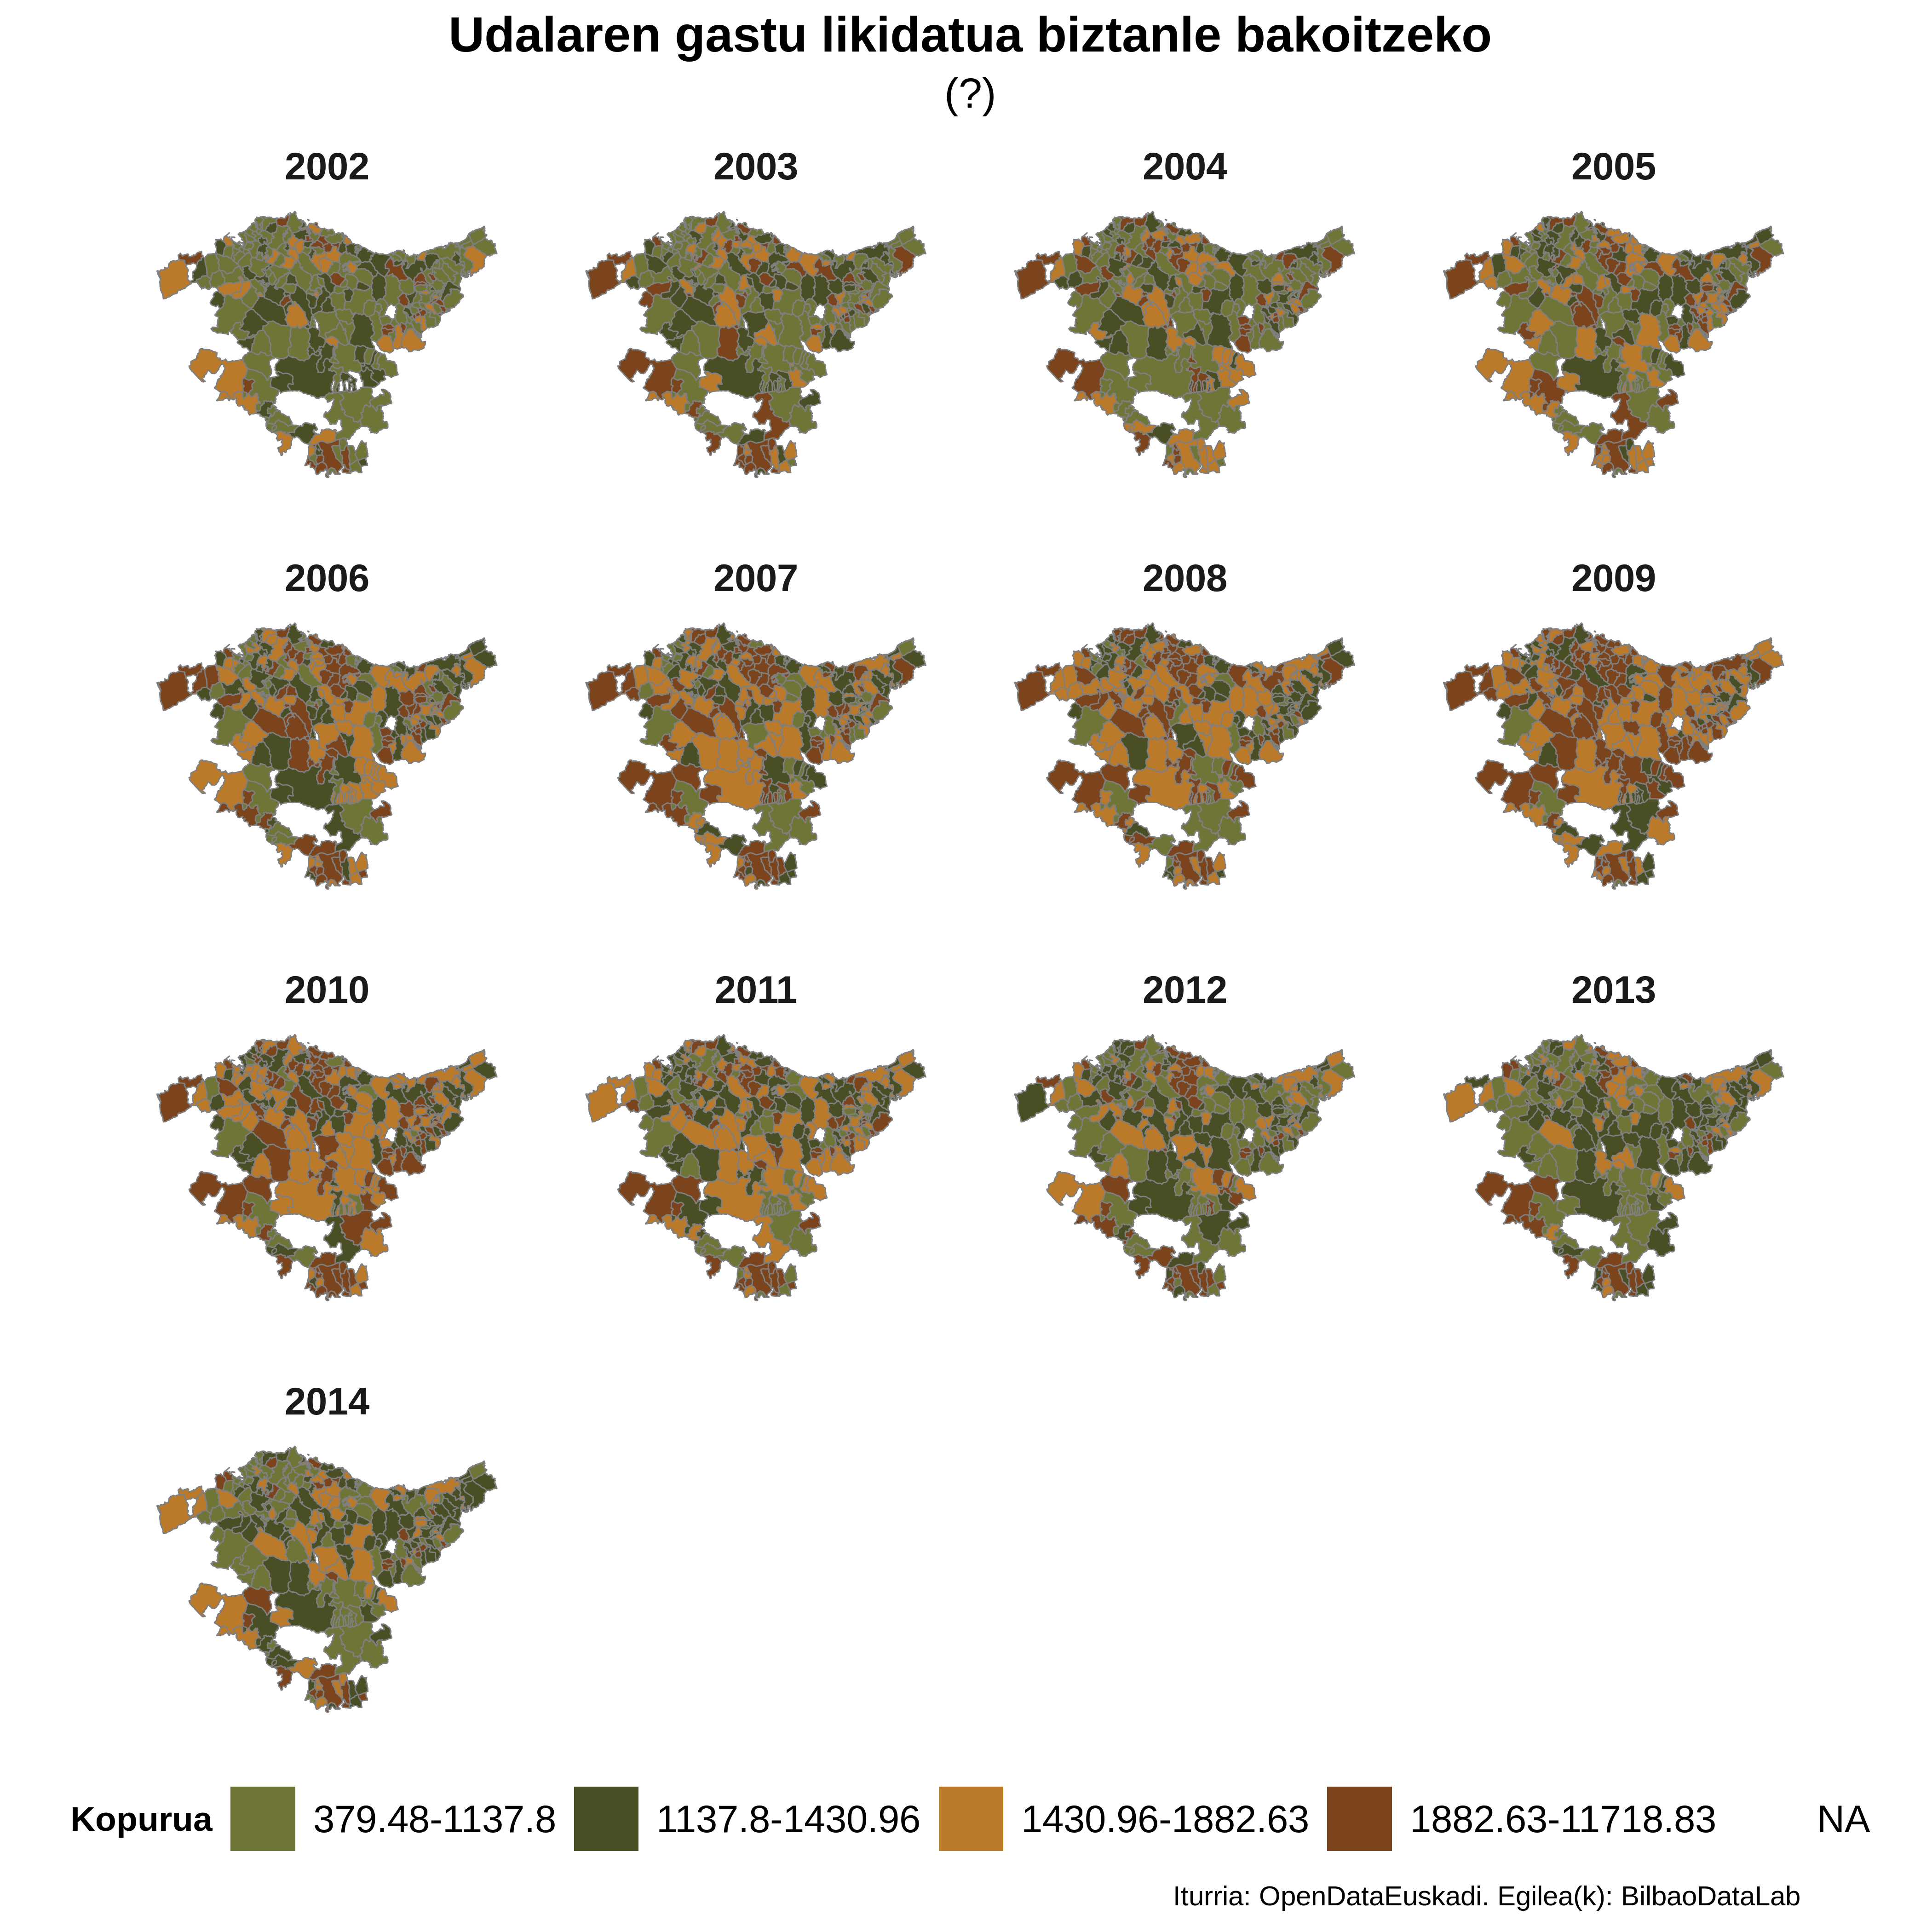 Udalaren gastu likidatua biztanle bakoitzeko
(?)
2002 2003 2004 2005
2006 2007 2008 2009
2010 2011 2012 2013
2014
Kopurua 379.48-1137.8 1137.8-1430.96 1430.96-1882.63 1882.63-11718.83 NA
Iturria: OpenDataEuskadi. Egilea(k): BilbaoDataLab